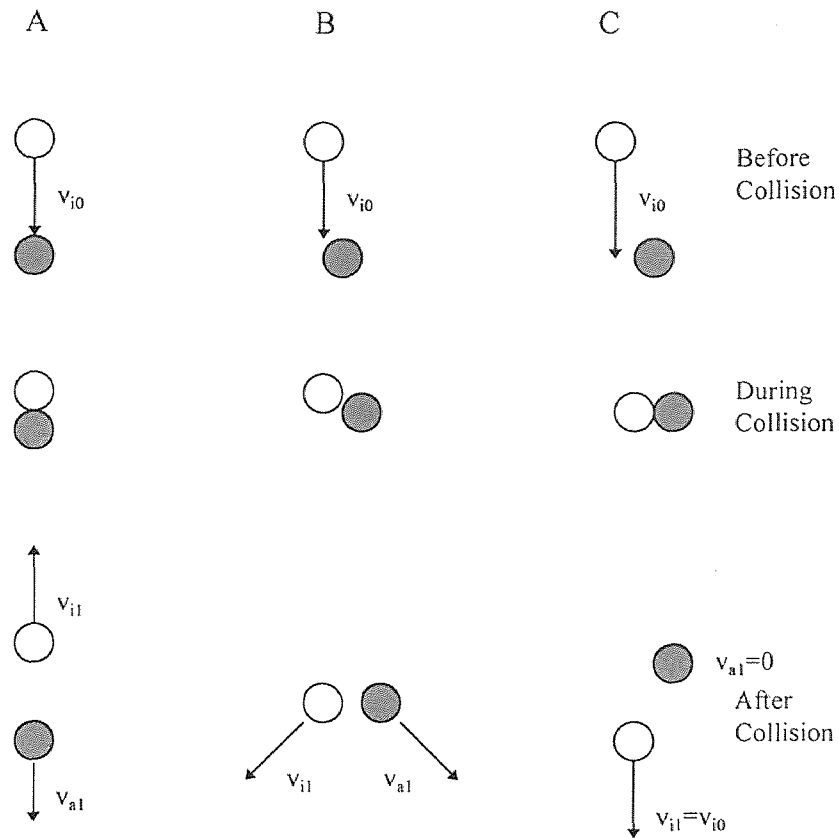 A B C
Before
Collision
v_i0 v_i0 v_i0
During
Collision
v_i1
v_a1=0
After
Collision
v_i1 v_a1
v_a1
v_i1=v_i0